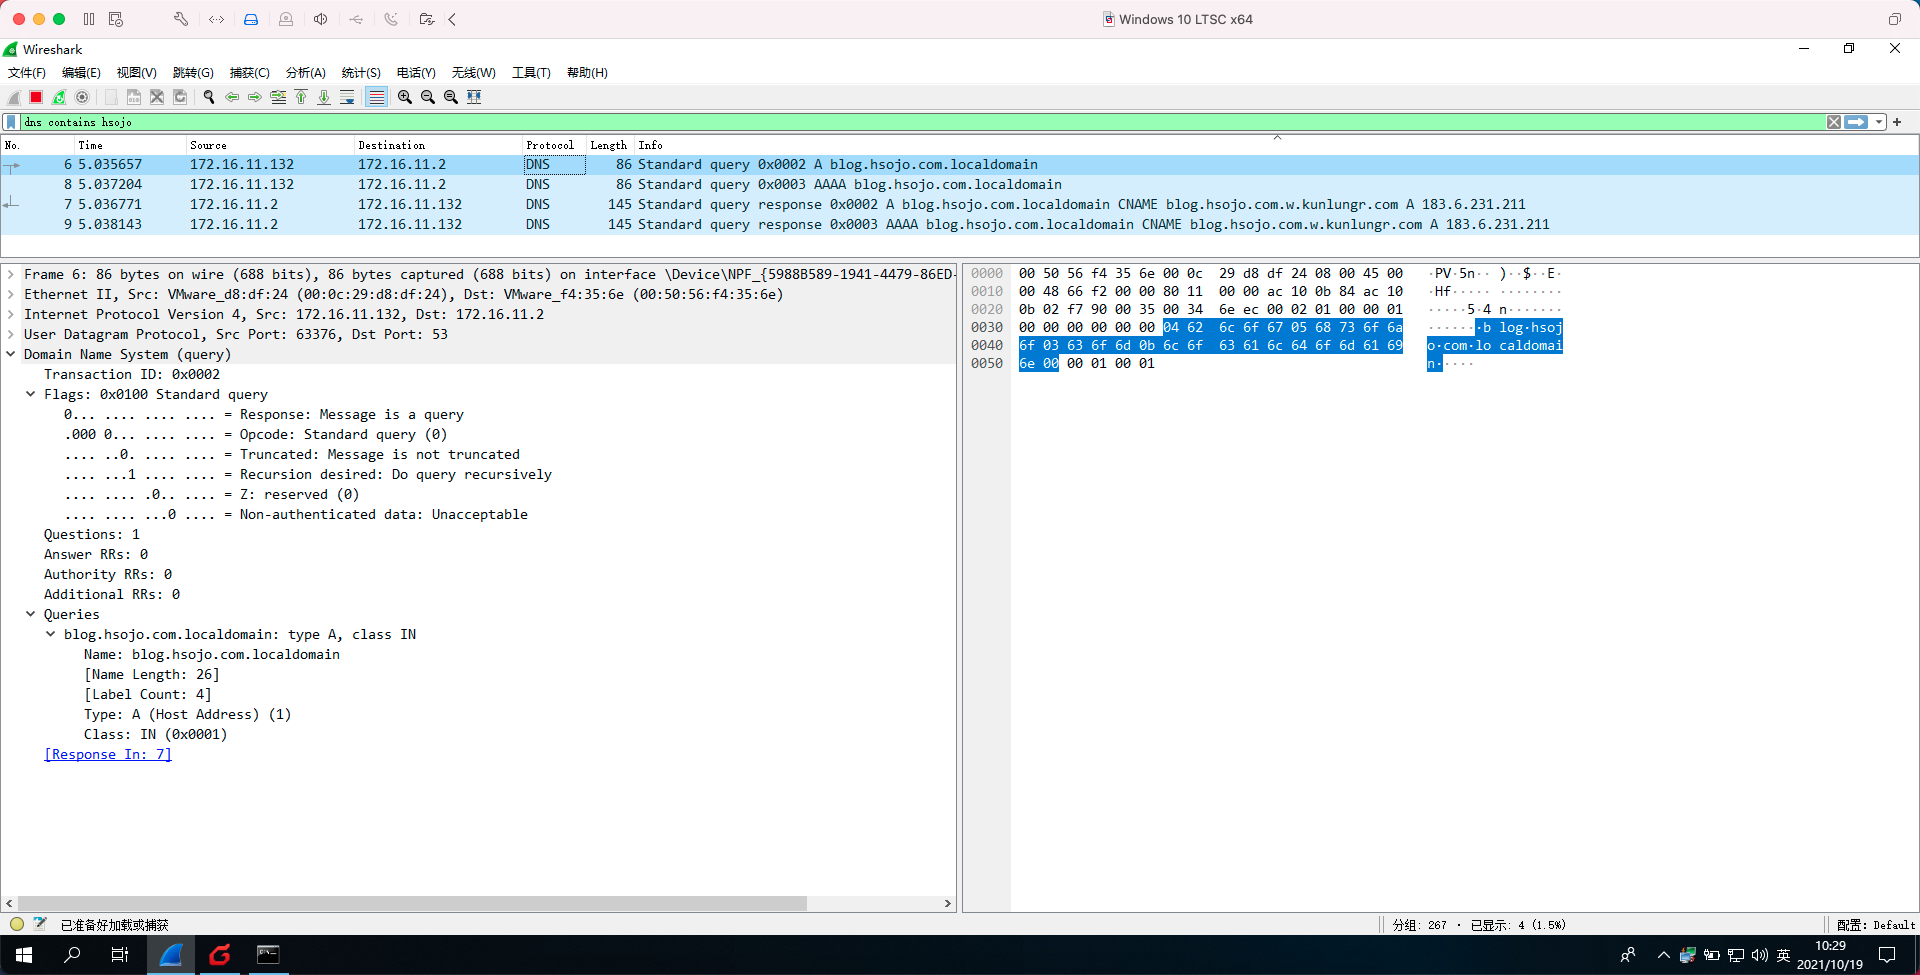 Windows 10 LTSC x64
Wireshark
文件(F) 编辑(E) 视图(V) 跳转(G) 捕获(C) 分析(A) 统计(S) 电话(Y) 无线(W) 工具(T) 帮助(H)
dns contains hsojo
No. Time Source Destination Protocol Length Info
6 5.035657 172.16.11.132 172.16.11.2 DNS 86 Standard query 0x0002 A blog.hsojo.com.localdomain
8 5.037204 172.16.11.132 172.16.11.2 DNS 86 Standard query 0x0003 AAAA blog.hsojo.com.localdomain
7 5.036771 172.16.11.2 172.16.11.132 DNS 145 Standard query response 0x0002 A blog.hsojo.com.localdomain CNAME blog.hsojo.com.w.kunlungr.com A 183.6.231.211
9 5.038143 172.16.11.2 172.16.11.132 DNS 145 Standard query response 0x0003 AAAA blog.hsojo.com.localdomain CNAME blog.hsojo.com.w.kunlungr.com A 183.6.231.211
Frame 6: 86 bytes on wire (688 bits), 86 bytes captured (688 bits) on interface \Device\NPF_{5988B589-1941-4479-86ED-
Ethernet II, Src: VMware_d8:df:24 (00:0c:29:d8:df:24), Dst: VMware_f4:35:6e (00:50:56:f4:35:6e)
Internet Protocol Version 4, Src: 172.16.11.132, Dst: 172.16.11.2
User Datagram Protocol, Src Port: 63376, Dst Port: 53
Domain Name System (query)
Transaction ID: 0x0002
Flags: 0x0100 Standard query
0... .... .... .... = Response: Message is a query
.000 0... .... .... = Opcode: Standard query (0)
.... ..0. .... .... = Truncated: Message is not truncated
.... ...1 .... .... = Recursion desired: Do query recursively
.... .... .0.. .... = Z: reserved (0)
.... .... ...0 .... = Non-authenticated data: Unacceptable
Questions: 1
Answer RRs: 0
Authority RRs: 0
Additional RRs: 0
Queries
blog.hsojo.com.localdomain: type A, class IN
Name: blog.hsojo.com.localdomain
[Name Length: 26]
[Label Count: 4]
Type: A (Host Address) (1)
Class: IN (0x0001)
[Response In: 7]
0000 00 50 56 f4 35 6e 00 0c 29 d8 df 24 08 00 45 00 ·PV·5n·· )··$··E·
0010 00 48 66 f2 00 00 80 11 00 00 ac 10 0b 84 ac 10 ·Hf····· ········
0020 0b 02 f7 90 00 35 00 34 6e ec 00 02 01 00 00 01 ·····5·4 n·······
0030 00 00 00 00 00 00 04 62 6c 6f 67 05 68 73 6f 6a ·······b log·hsoj
0040 6f 03 63 6f 6d 0b 6c 6f 63 61 6c 64 6f 6d 61 69 o·com·lo caldomai
0050 6e 00 00 01 00 01 n·····
已准备好加载或捕获 分组: 267 · 已显示: 4 (1.5%) 配置: Default
英 10:29
2021/10/19